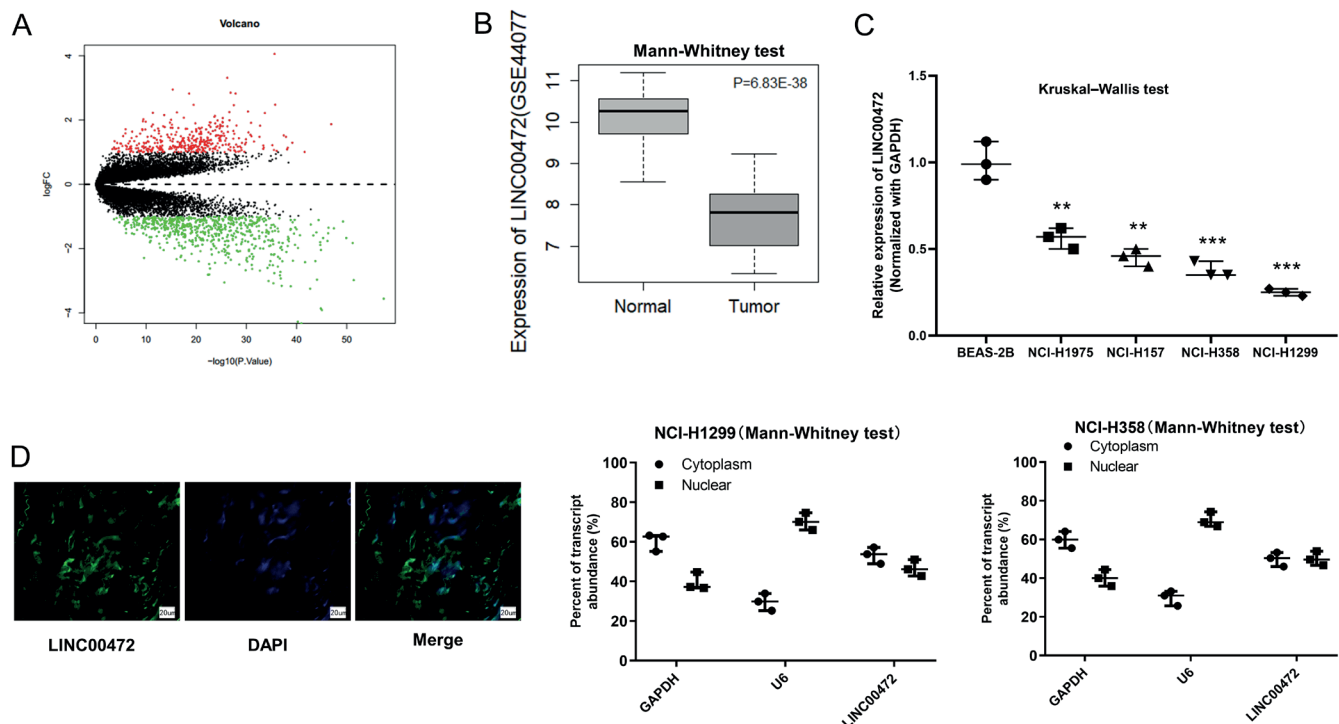 A
Volcano
4
2
0
−2
−4
logFC
0 10 20 30 40 50
−log10(P.Value)
B
Mann-Whitney test
P=6.83E-38
11
10
9
8
7
Expression of LINC00472(GSE44077
Normal Tumor
C
Kruskal–Wallis test
1.5
1.0
0.5
0.0
Relative expression of LINC00472
(Normalized with GAPDH)
** ** *** ***
BEAS-2B NCI-H1975 NCI-H157 NCI-H358 NCI-H1299
D
20um 20um 20um
LINC00472 DAPI Merge
NCI-H1299(Mann-Whitney test)
Cytoplasm
Nuclear
100
80
60
40
20
0
Percent of transcript
abundance (%)
GAPDH U6 LINC00472
NCI-H358(Mann-Whitney test)
Cytoplasm
Nuclear
100
80
60
40
20
0
Percent of transcript
abundance (%)
GAPDH U6 LINC00472